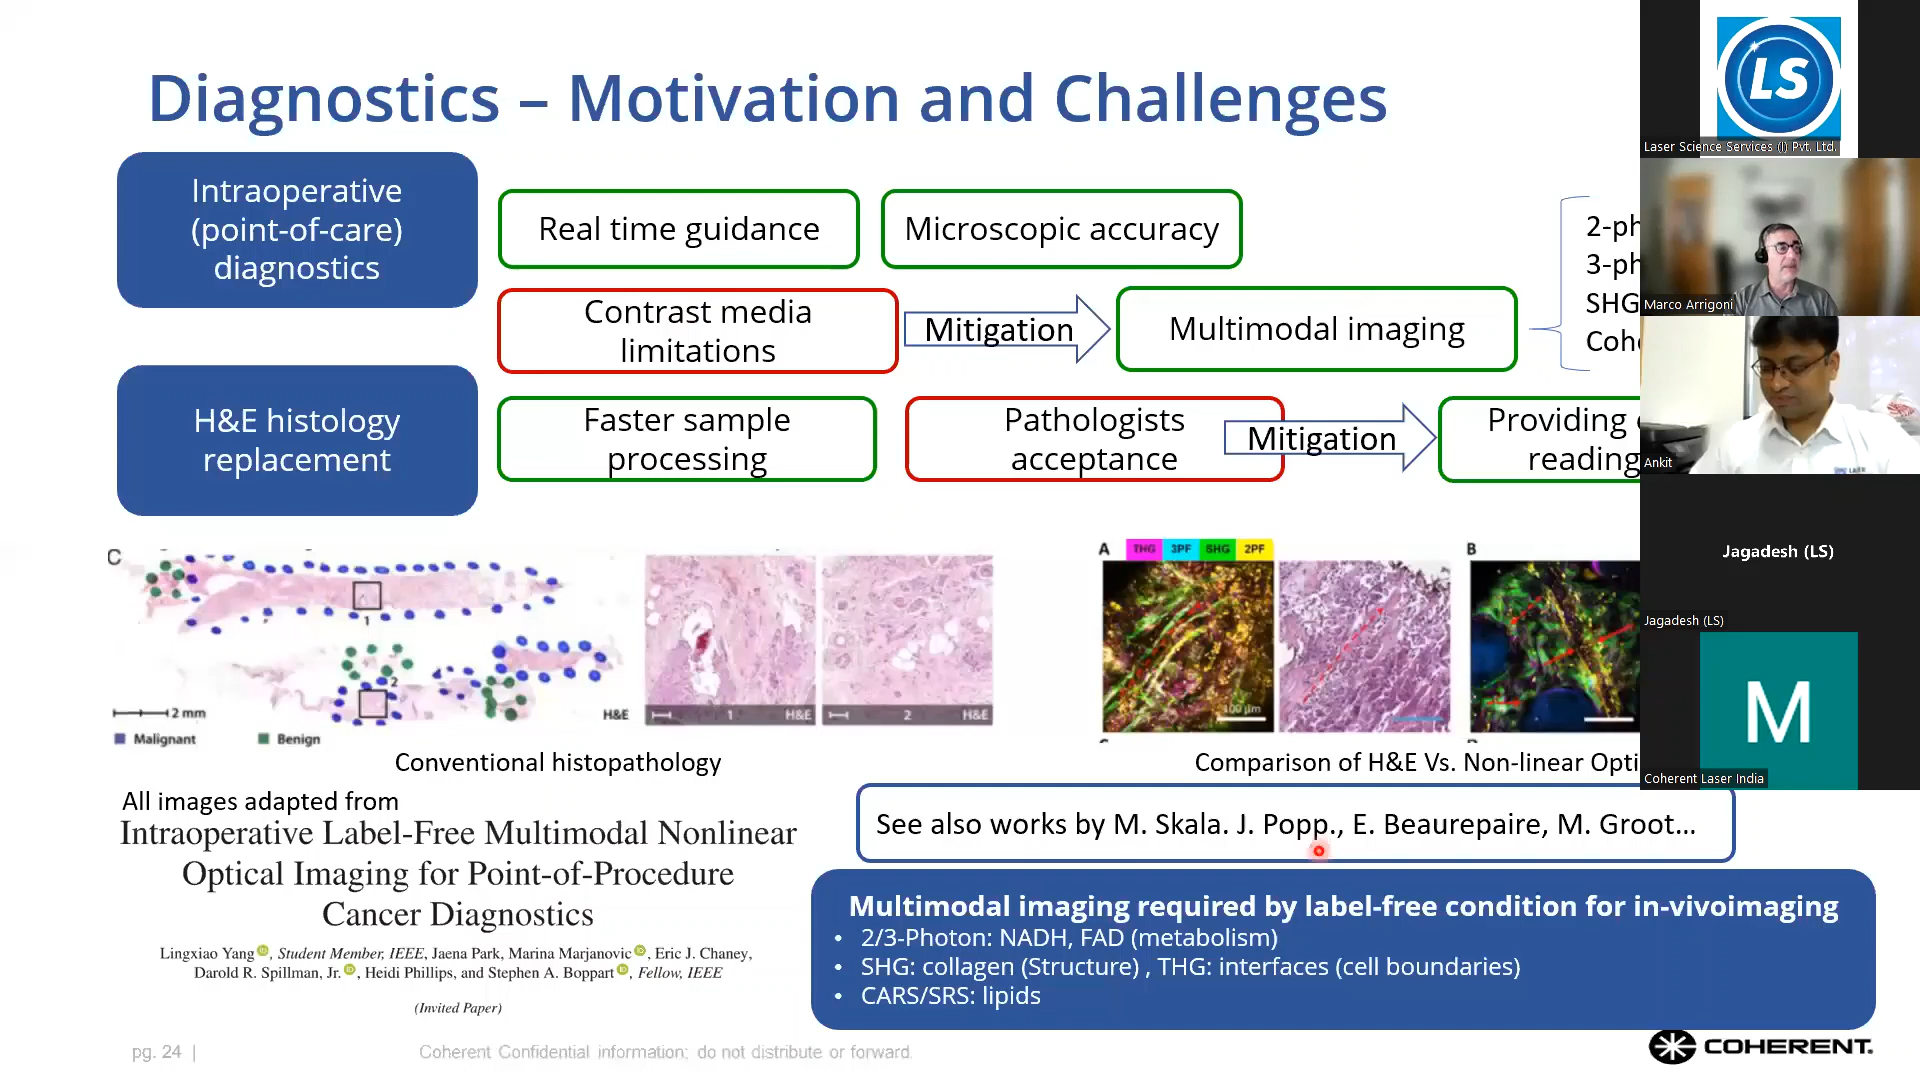 Diagnostics – Motivation and Challenges
Intraoperative
(point-of-care)
diagnostics
Real time guidance
Microscopic accuracy
Contrast media
limitations
Mitigation
Multimodal imaging
2-ph
3-ph
SHG
Coh
H&E histology
replacement
Faster sample
processing
Pathologists
acceptance
Mitigation
Providing
reading
C
1
2
2 mm
H&E
Malignant
Benign
1
H&E
2
H&E
A
THG
3PF
SHG
2PF
100 µm
B
Conventional histopathology
Comparison of H&E Vs. Non-linear Opti
All images adapted from
Intraoperative Label-Free Multimodal Nonlinear
Optical Imaging for Point-of-Procedure
Cancer Diagnostics
Lingxiao Yang, Student Member, IEEE, Jaena Park, Marina Marjanovic, Eric J. Chaney,
Darold R. Spillman, Jr., Heidi Phillips, and Stephen A. Boppart, Fellow, IEEE
(Invited Paper)
See also works by M. Skala. J. Popp., E. Beaurepaire, M. Groot...
Multimodal imaging required by label-free condition for in-vivoimaging
• 2/3-Photon: NADH, FAD (metabolism)
• SHG: collagen (Structure) , THG: interfaces (cell boundaries)
• CARS/SRS: lipids
pg. 24 |
Coherent Confidential information; do not distribute or forward.
COHERENT.
LS
Laser Science Services (I) Pvt. Ltd.
Marco Arrigoni
Ankit
Jagadesh (LS)
Jagadesh (LS)
M
Coherent Laser India